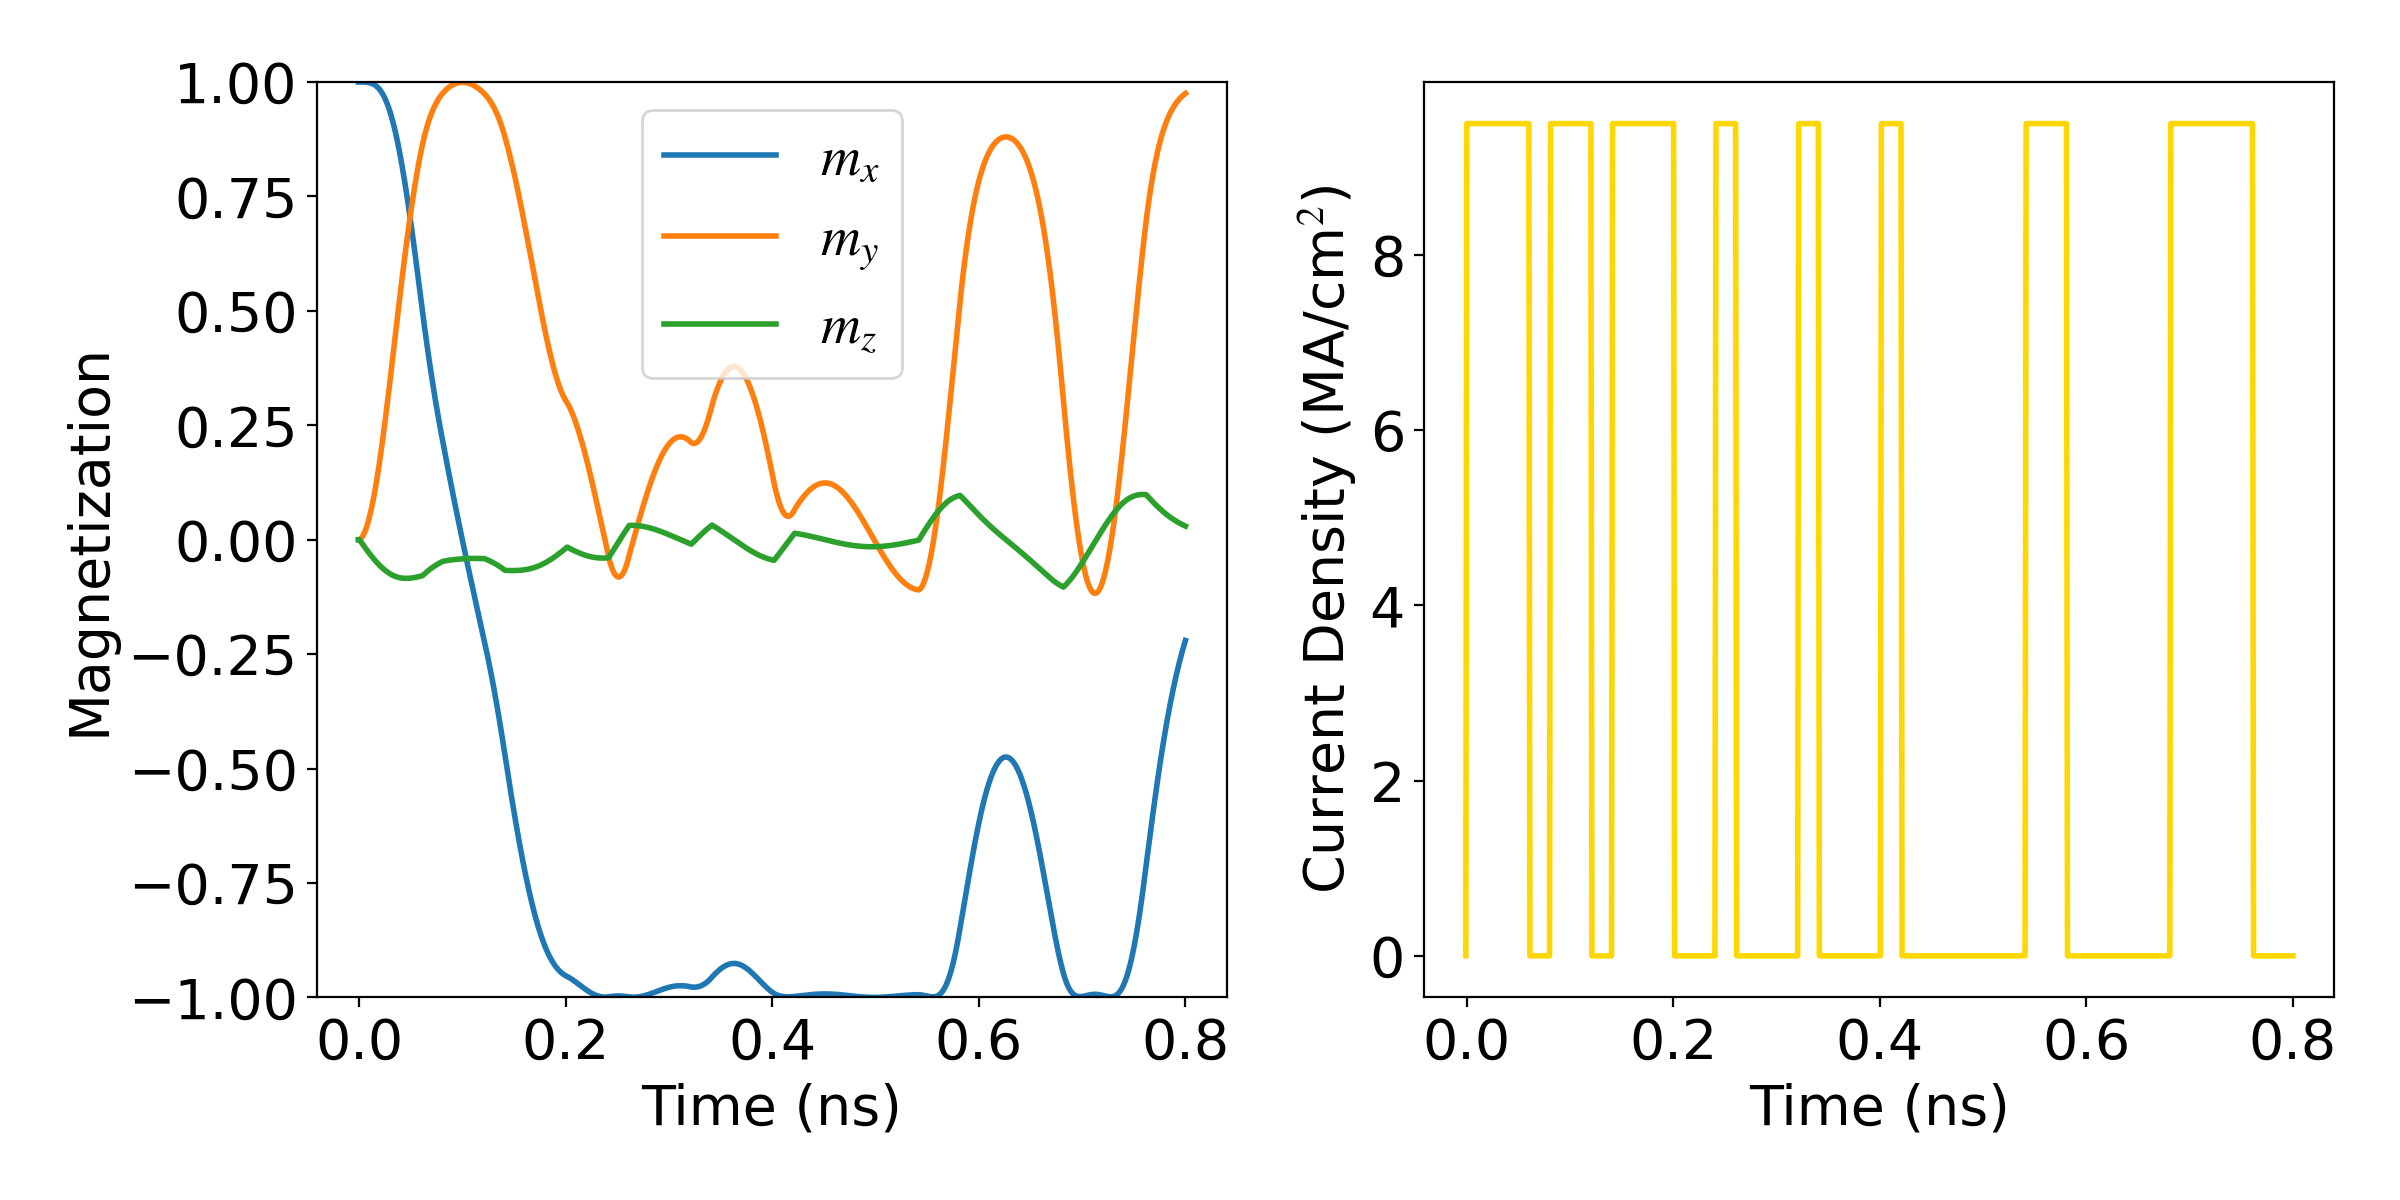 1.00
0.75
0.50
0.25
0.00
−0.25
−0.50
−0.75
−1.00
Magnetization
0.0 0.2 0.4 0.6 0.8
Time (ns)
m_x
m_y
m_z
8
6
4
2
0
Current Density (MA/cm²)
0.0 0.2 0.4 0.6 0.8
Time (ns)